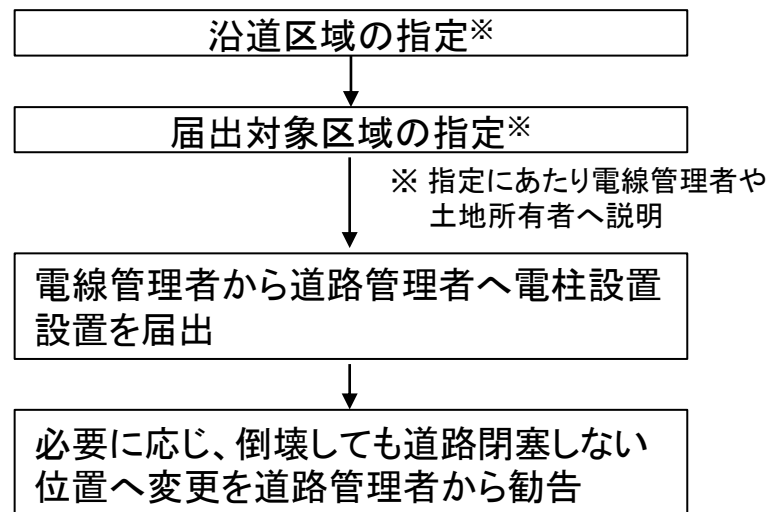 沿道区域の指定※
届出対象区域の指定※
※ 指定にあたり電線管理者や
土地所有者へ説明
電線管理者から道路管理者へ電柱設置
設置を届出
必要に応じ、倒壊しても道路閉塞しない
位置へ変更を道路管理者から勧告